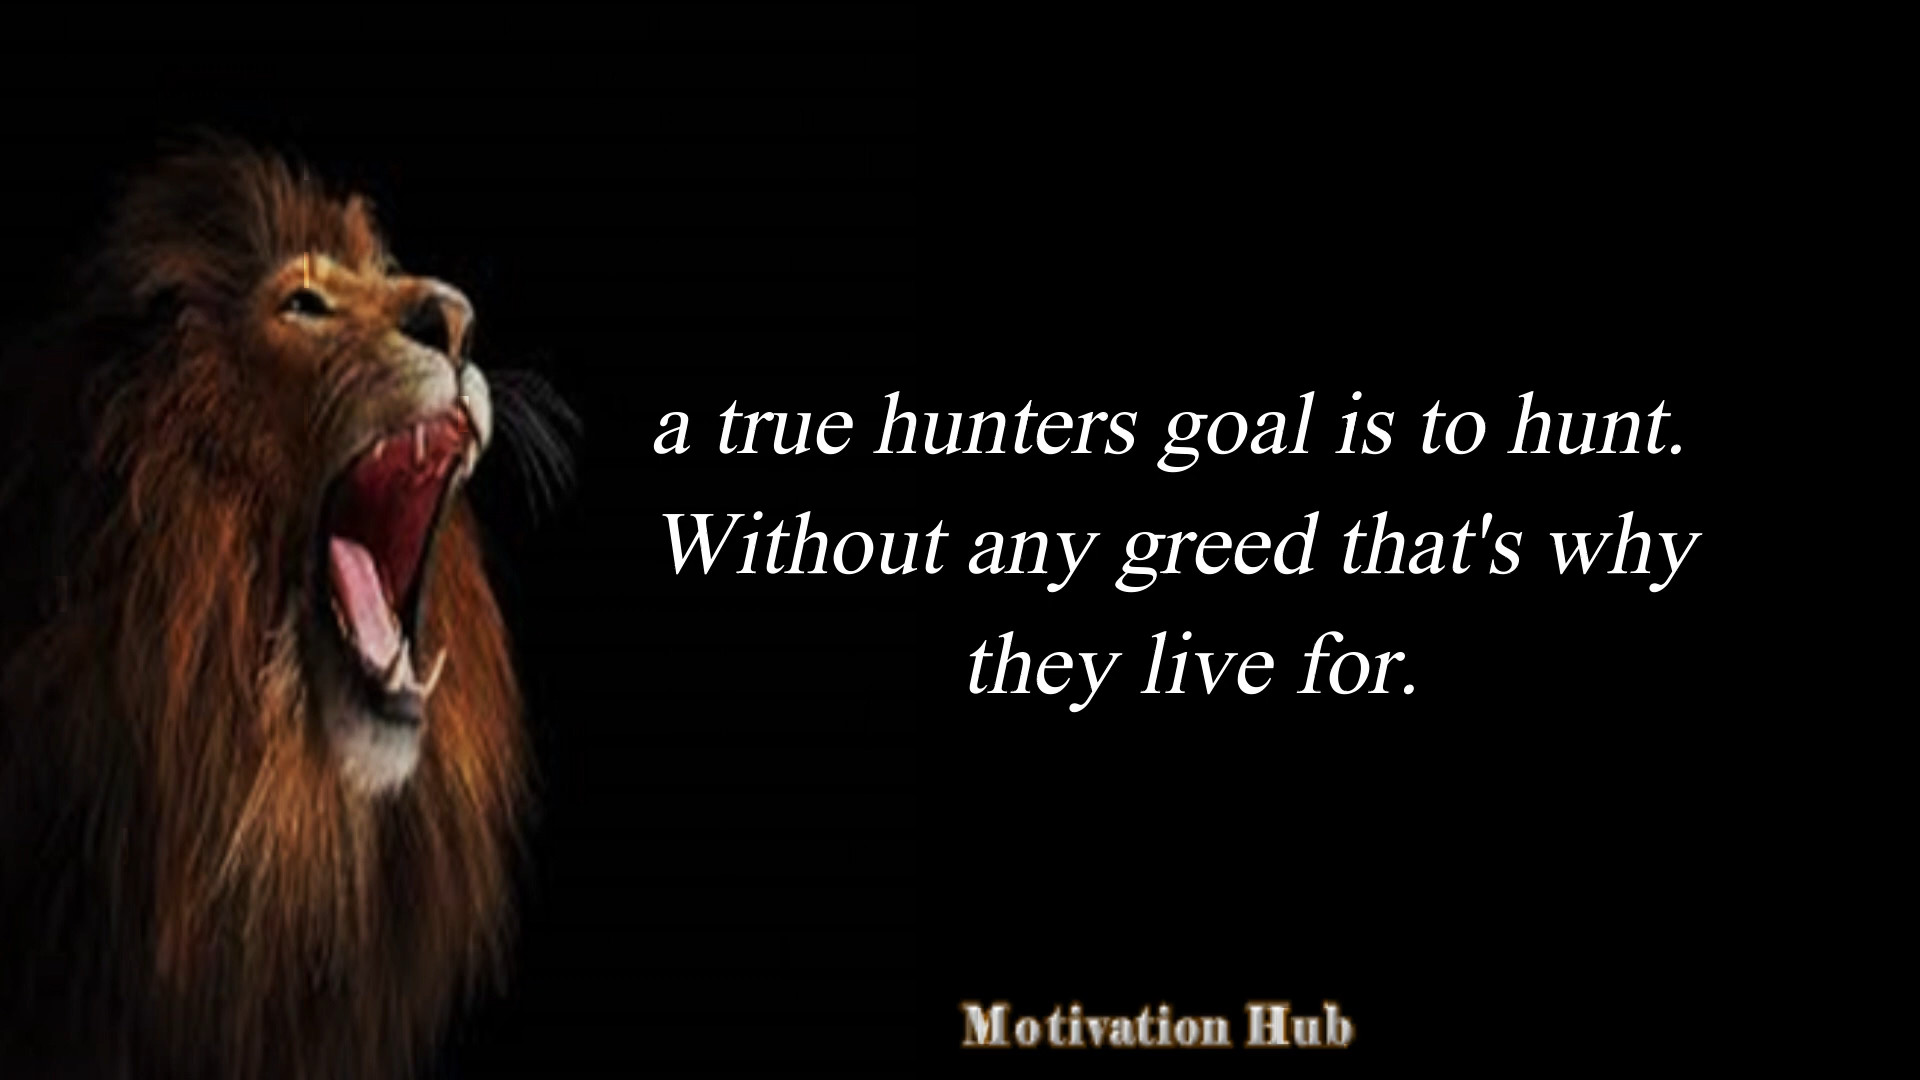 a true hunters goal is to hunt.
Without any greed that's why
they live for.
Motivation Hub